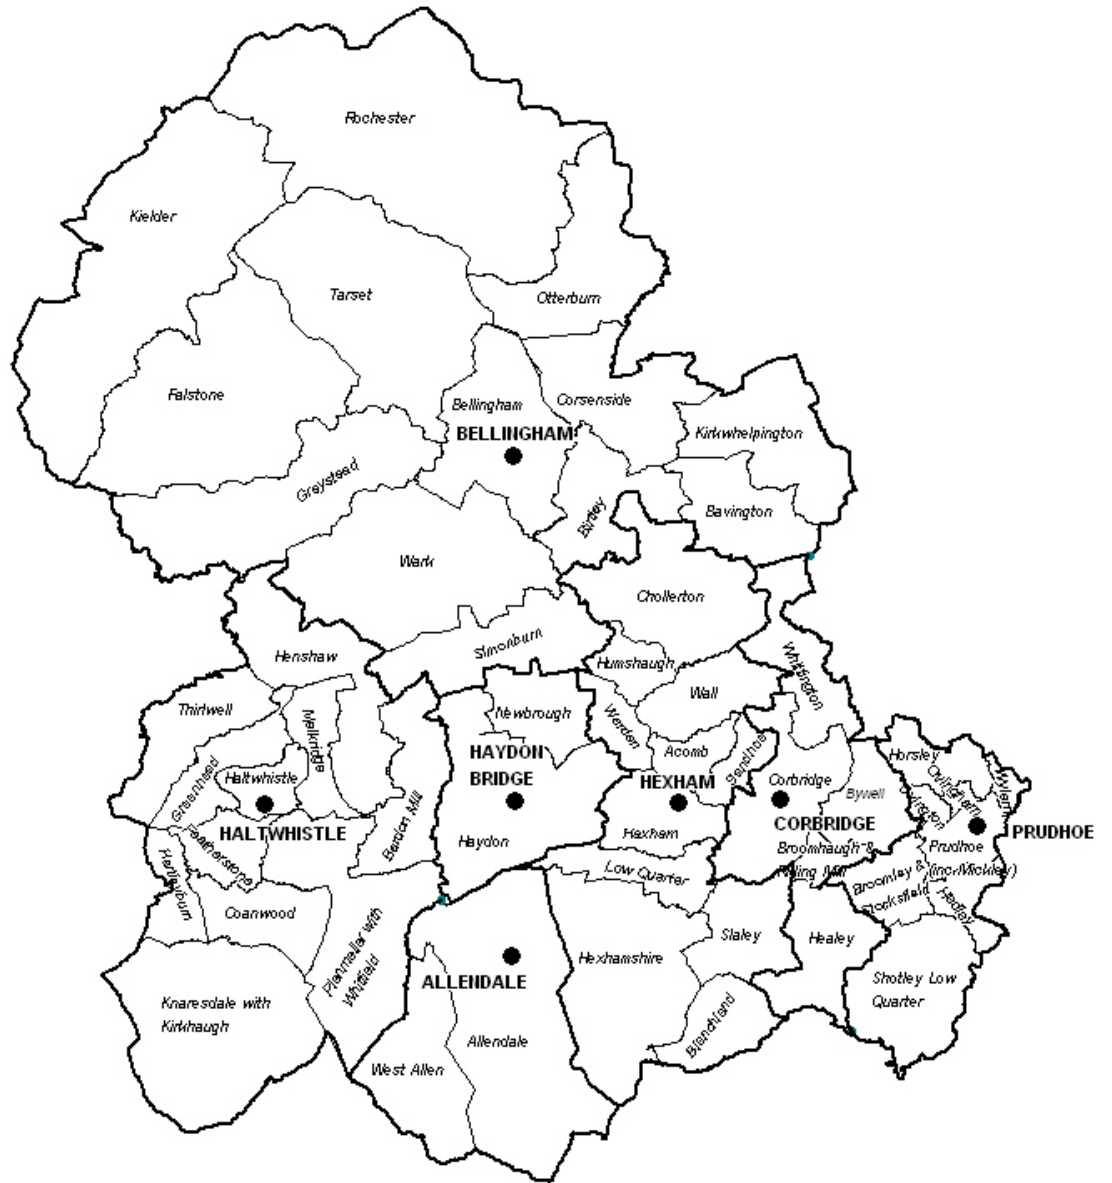 Rochester
Kielder
Tarset
Otterburn
Falstone
Bellingham
Corsenside
BELLINGHAM
Kirkwhelpington
Greystead
Bavington
Birtley
Wark
Chollerton
Simonburn
Henshaw
Humshaugh
Whittington
Wall
Thirlwell
Melkridge
Newbrough
Warden
HAYDON
BRIDGE
Acomb
Sandhoe
Horsley
Ovingham
Wylam
Greenhead
Haltwhistle
HEXHAM
Corbridge
Bywell
Ovington
HALTWHISTLE
Bardon Mill
Haydon
Hexham
CORBRIDGE
PRUDHOE
Featherstone
Broomhaugh &
Riding Mill
Prudhoe
(incr/Mickley)
Hartleyburn
Low Quarter
Broomley &
Stocksfield
Hedley
Coanwood
Plenmeller with
Whitfield
Slaley
Healey
Hexhamshire
ALLENDALE
Shotley Low
Quarter
Knaresdale with
Kirkhaugh
Blanchland
Allendale
West Allen